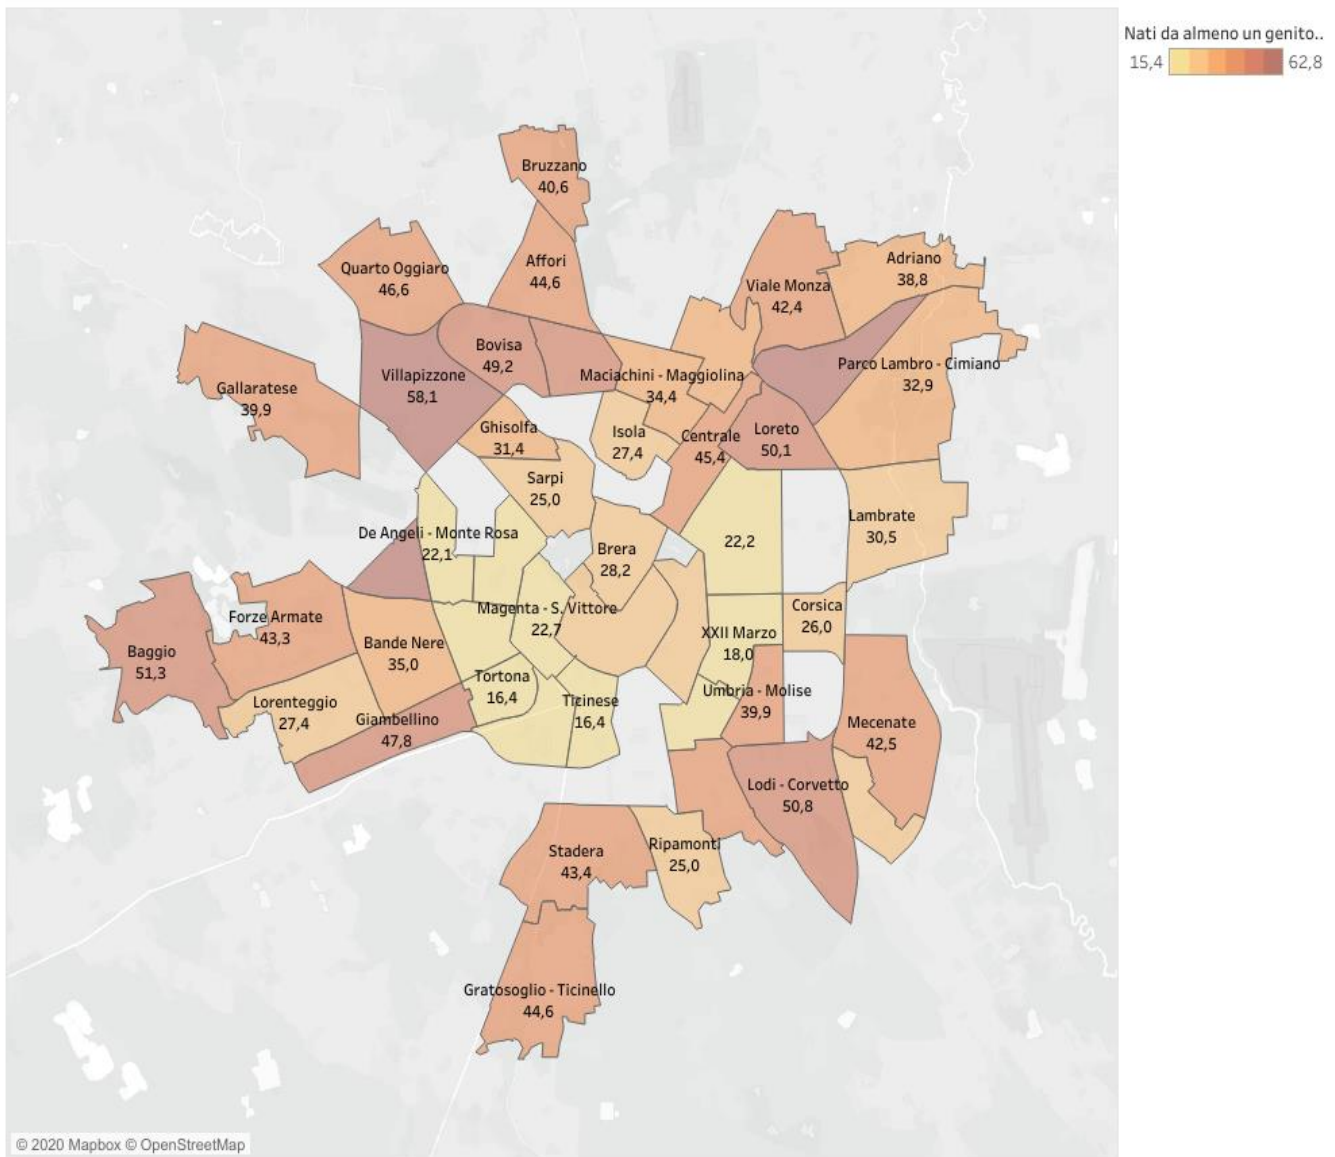 Nati da almeno un genito..
15,4 62,8
Bruzzano
40,6
Quarto Oggiaro
46,6
Affori
44,6
Adriano
38,8
Viale Monza
42,4
Bovisa
49,2
Parco Lambro - Cimiano
32,9
Villapizzone
58,1
Maciachini - Maggiolina
34,4
Gallaratese
39,9
Ghisolfa
31,4
Isola
27,4
Centrale
45,4
Loreto
50,1
Sarpi
25,0
Lambrate
30,5
De Angeli - Monte Rosa
22,1
22,2
Brera
28,2
Magenta - S. Vittore
22,7
Corsica
26,0
Forze Armate
43,3
XXII Marzo
18,0
Bande Nere
35,0
Baggio
51,3
Tortona
16,4
Umbria - Molise
39,9
Lorenteggio
27,4
Ticinese
16,4
Giambellino
47,8
Mecenate
42,5
Lodi - Corvetto
50,8
Stadera
43,4
Ripamonti
25,0
Gratosoglio - Ticinello
44,6
© 2020 Mapbox © OpenStreetMap